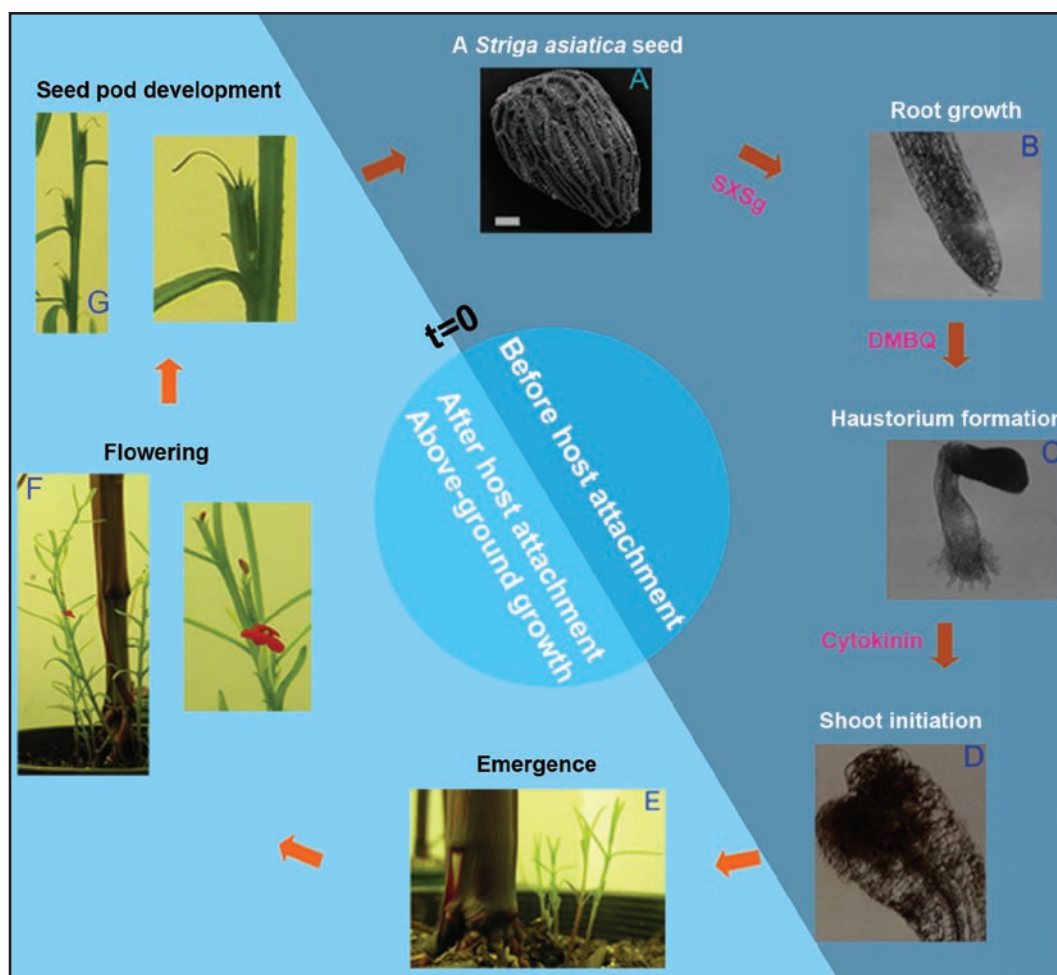 A Striga asiatica seed
A
SXSg
Root growth
B
DMBQ
Haustorium formation
C
Cytokinin
Shoot initiation
D
Emergence
E
Flowering
F
Seed pod development
G
t=0
Before host attachment
After host attachment
Above-ground growth